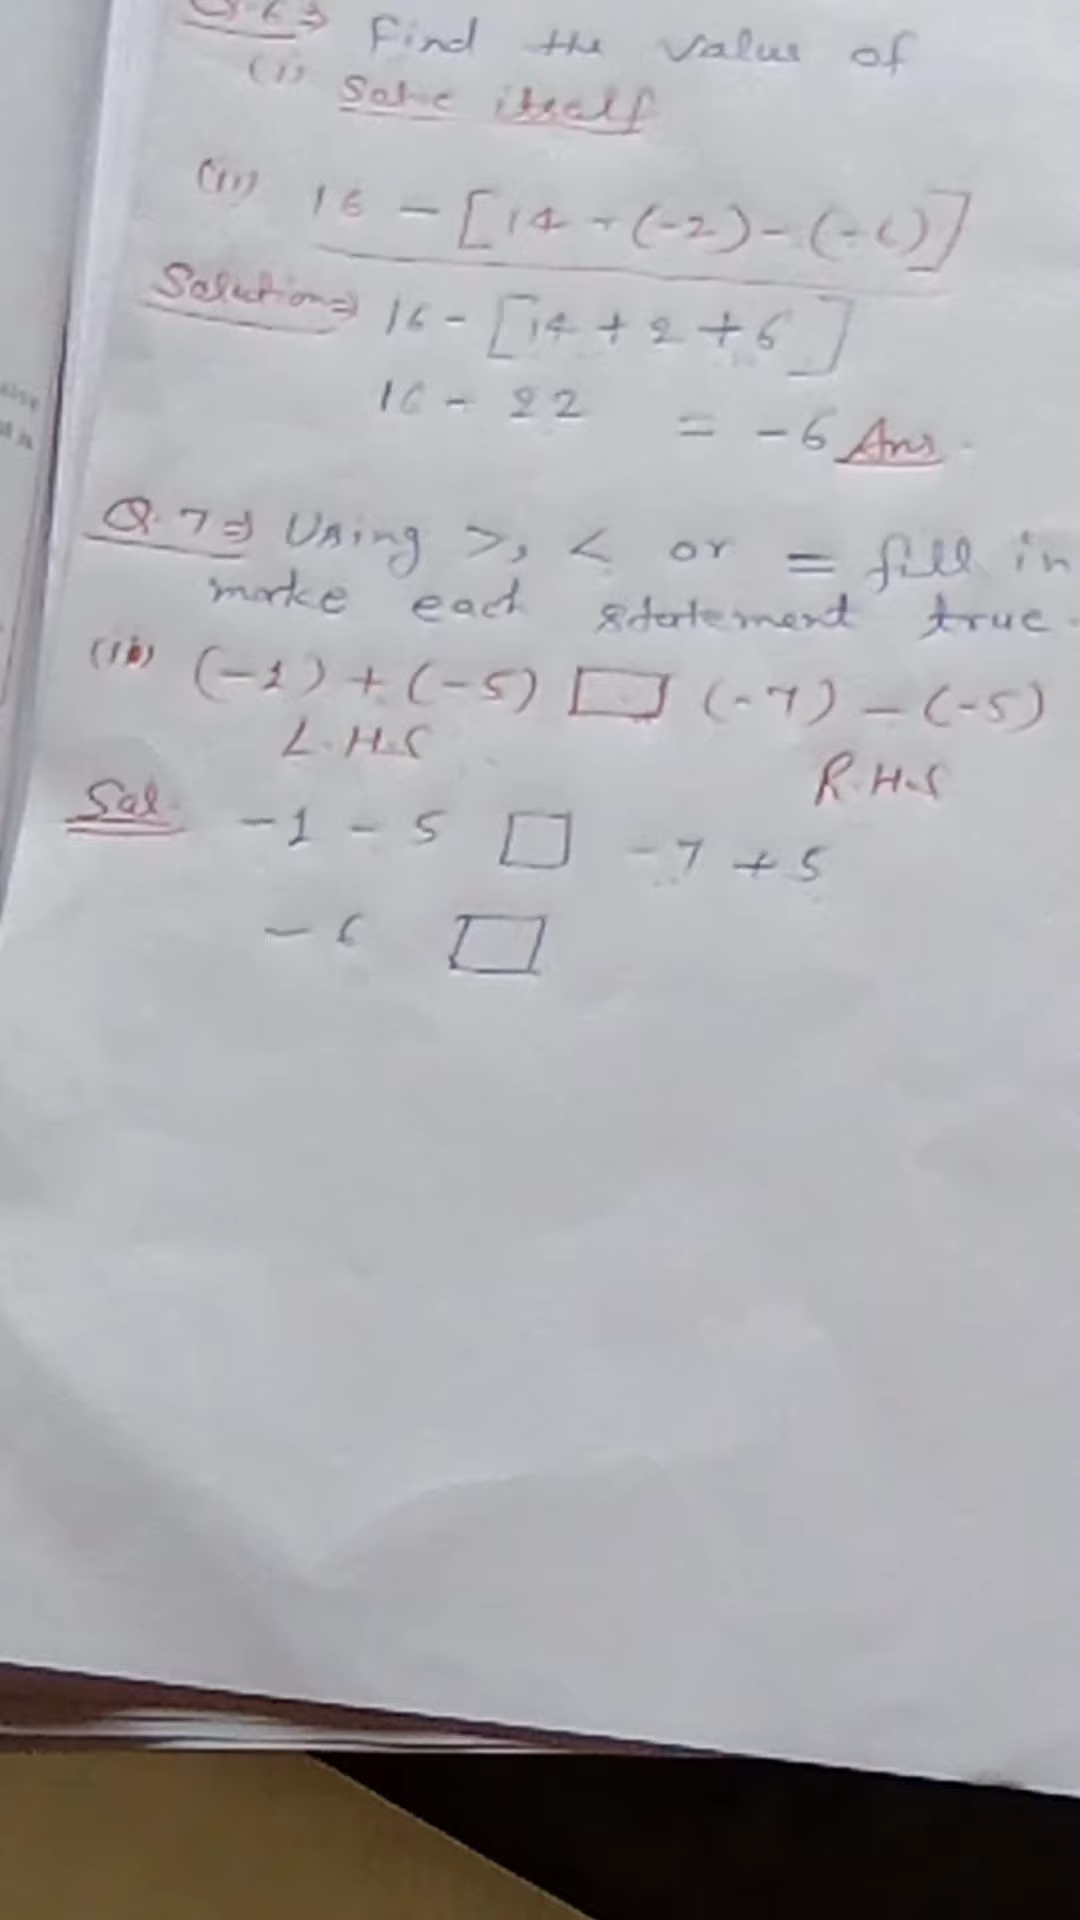 Q.6⇒ Find the value of
(i) Solve itself
(ii) 16 - [14 - (-2) - (-6)]
Solution⇒ 16 - [14 + 2 + 6]
16 - 22 = -6 Ans.
Q.7⇒ Using >, < or = fill in
make each statement true.
(ii) (-1) + (-5) □ (-7) - (-5)
L.H.S R.H.S
Sol. -1 - 5 □ -7 + 5
-6 □